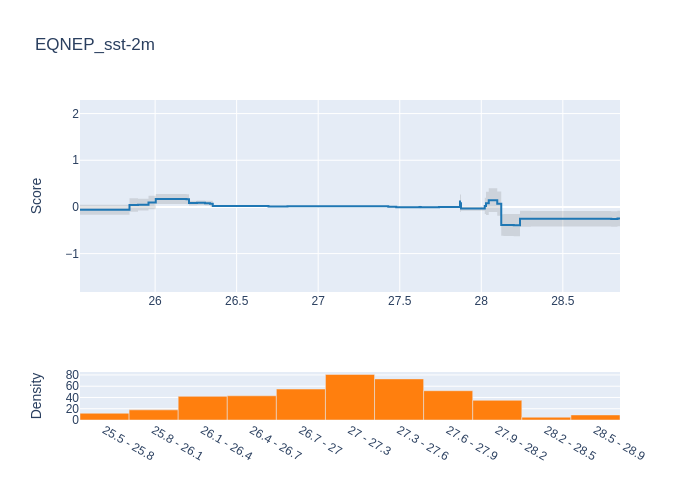 EQNEP_sst-2m
Score
2
1
0
−1
26
26.5
27
27.5
28
28.5
Density
80
60
40
20
0
25.5 - 25.8
25.8 - 26.1
26.1 - 26.4
26.4 - 26.7
26.7 - 27
27 - 27.3
27.3 - 27.6
27.6 - 27.9
27.9 - 28.2
28.2 - 28.5
28.5 - 28.9